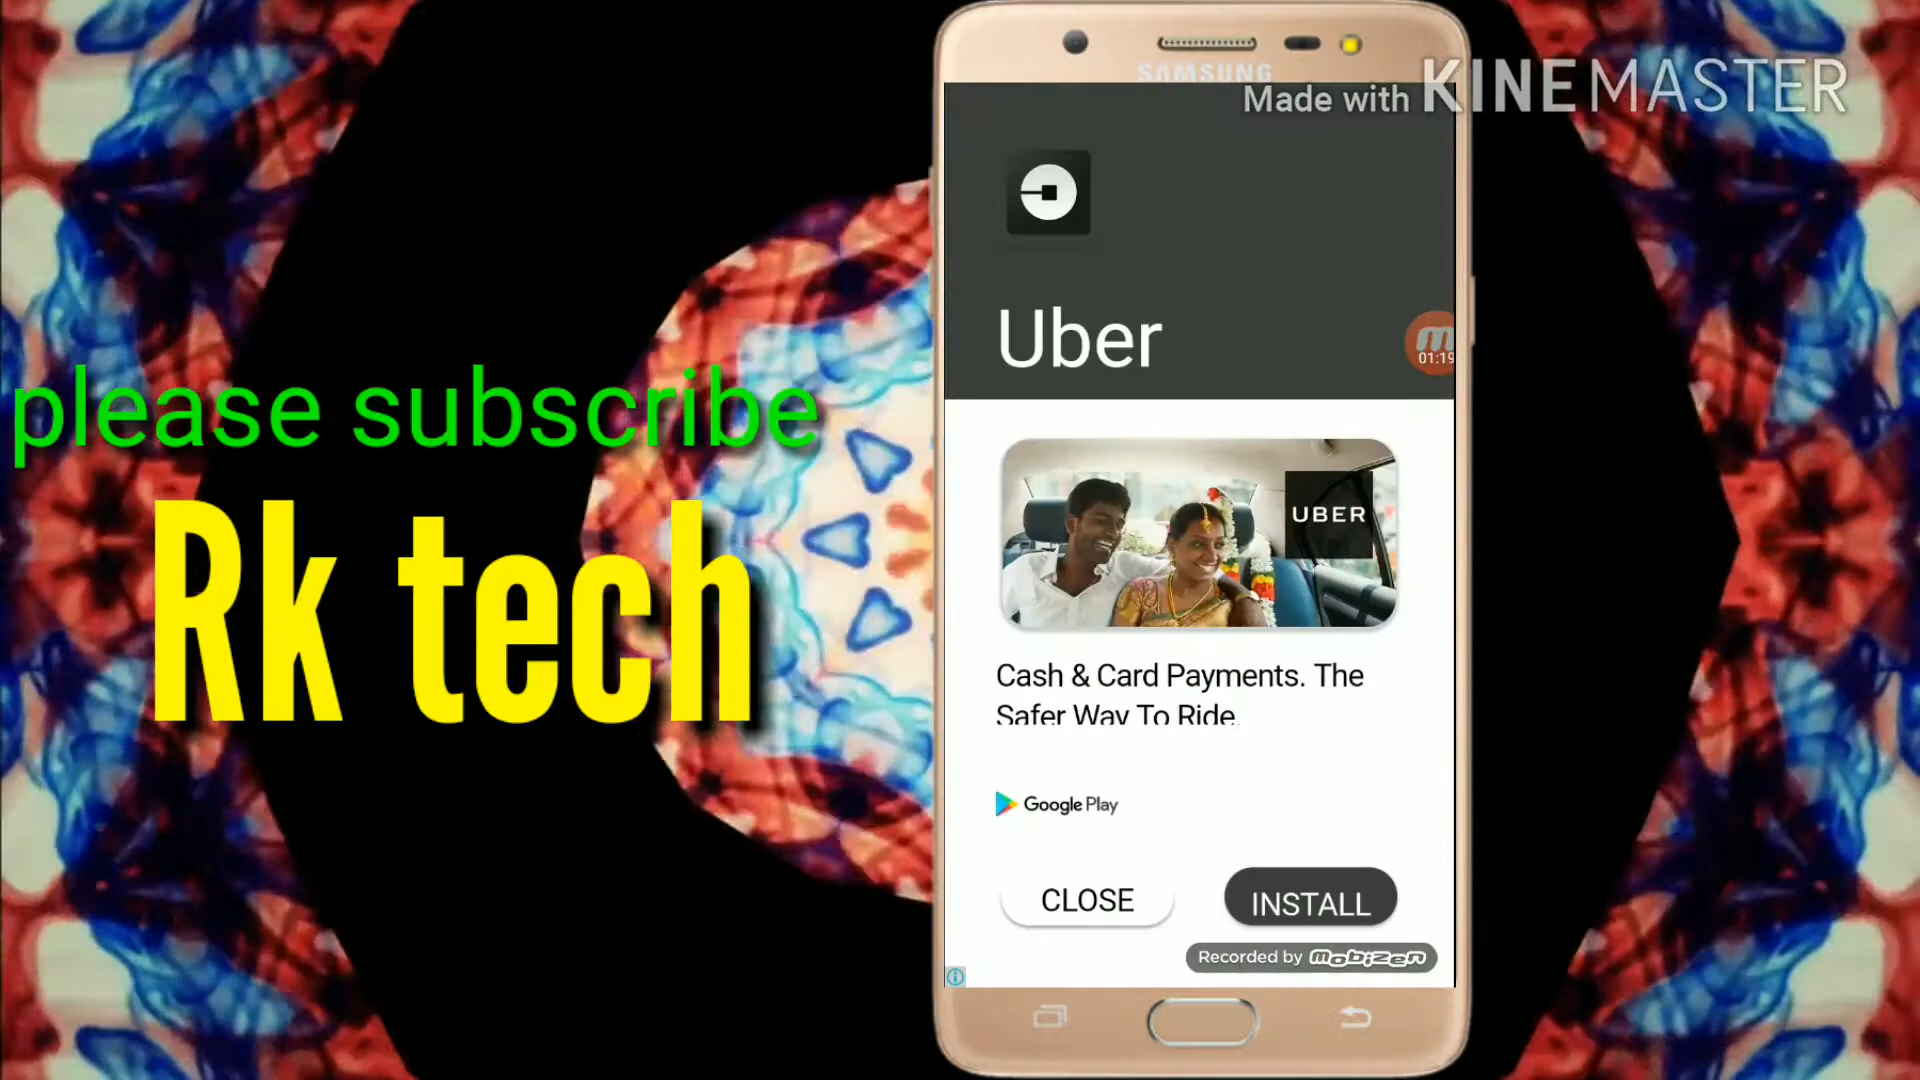 SAMSUNG
Made with KINEMASTER
Uber
01:19
please subscribe
Rk tech
UBER
Cash & Card Payments. The
Safer Way To Ride.
Google Play
CLOSE
INSTALL
Recorded by mobizen